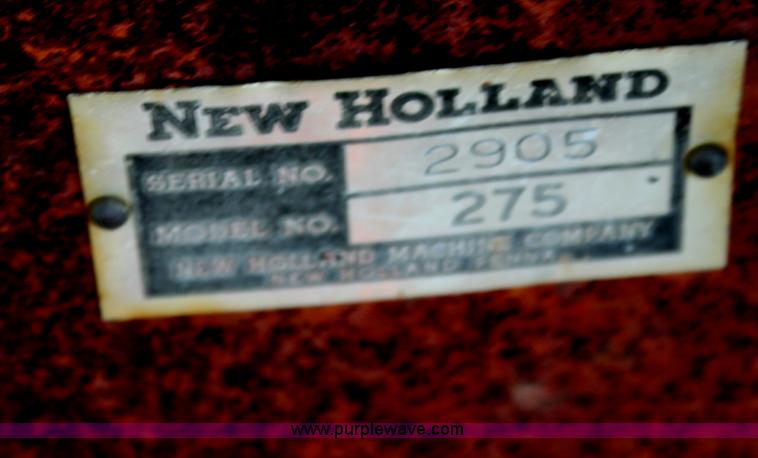 NEW HOLLAND
SERIAL NO. 2905
MODEL NO. 275
NEW HOLLAND MACHINE COMPANY
NEW HOLLAND PENNA.
www.purplewave.com